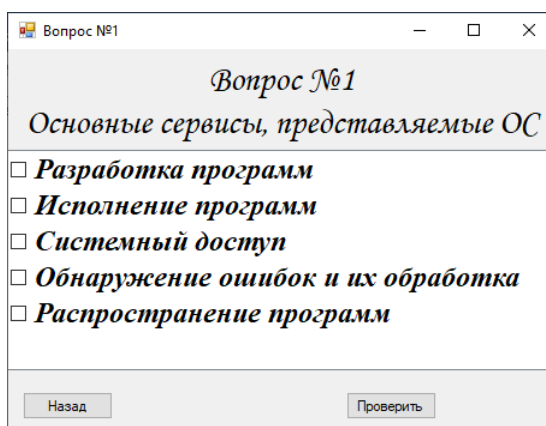 Вопрос №1
Вопрос №1
Основные сервисы, представляемые ОС
Разработка программ
Исполнение программ
Системный доступ
Обнаружение ошибок и их обработка
Распространение программ
Назад
Проверить